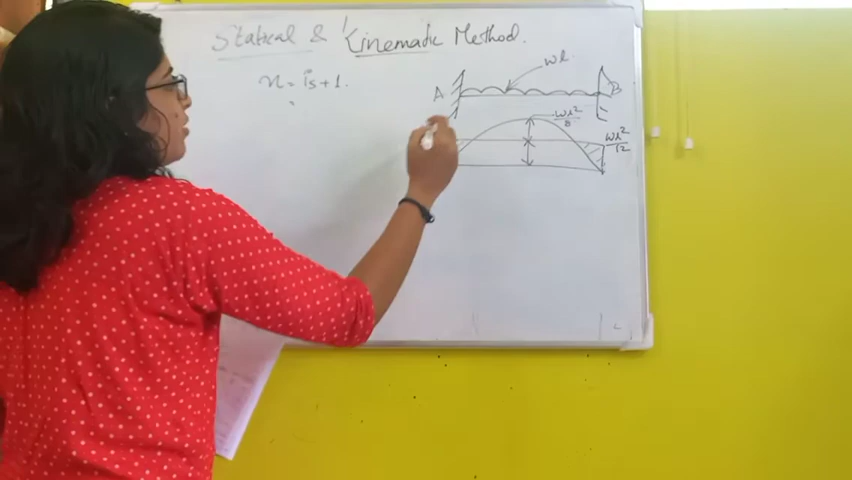 Statical & Kinematic Method.
n = is + 1.
=
wl
A
B
wl²/8
wl²/12